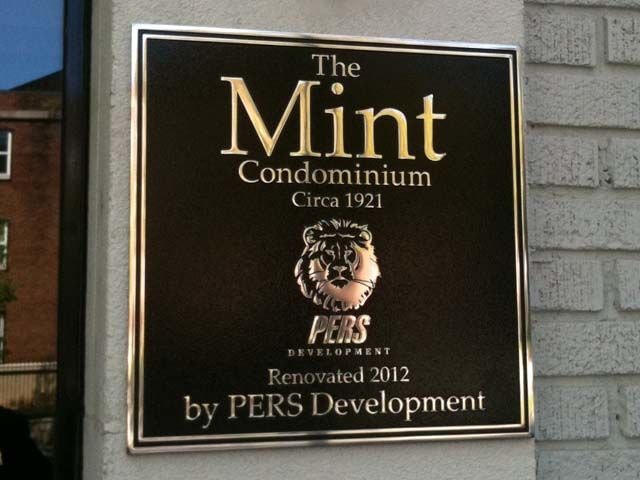 The
Mint
Condominium
Circa 1921
PERS
DEVELOPMENT
Renovated 2012
by PERS Development